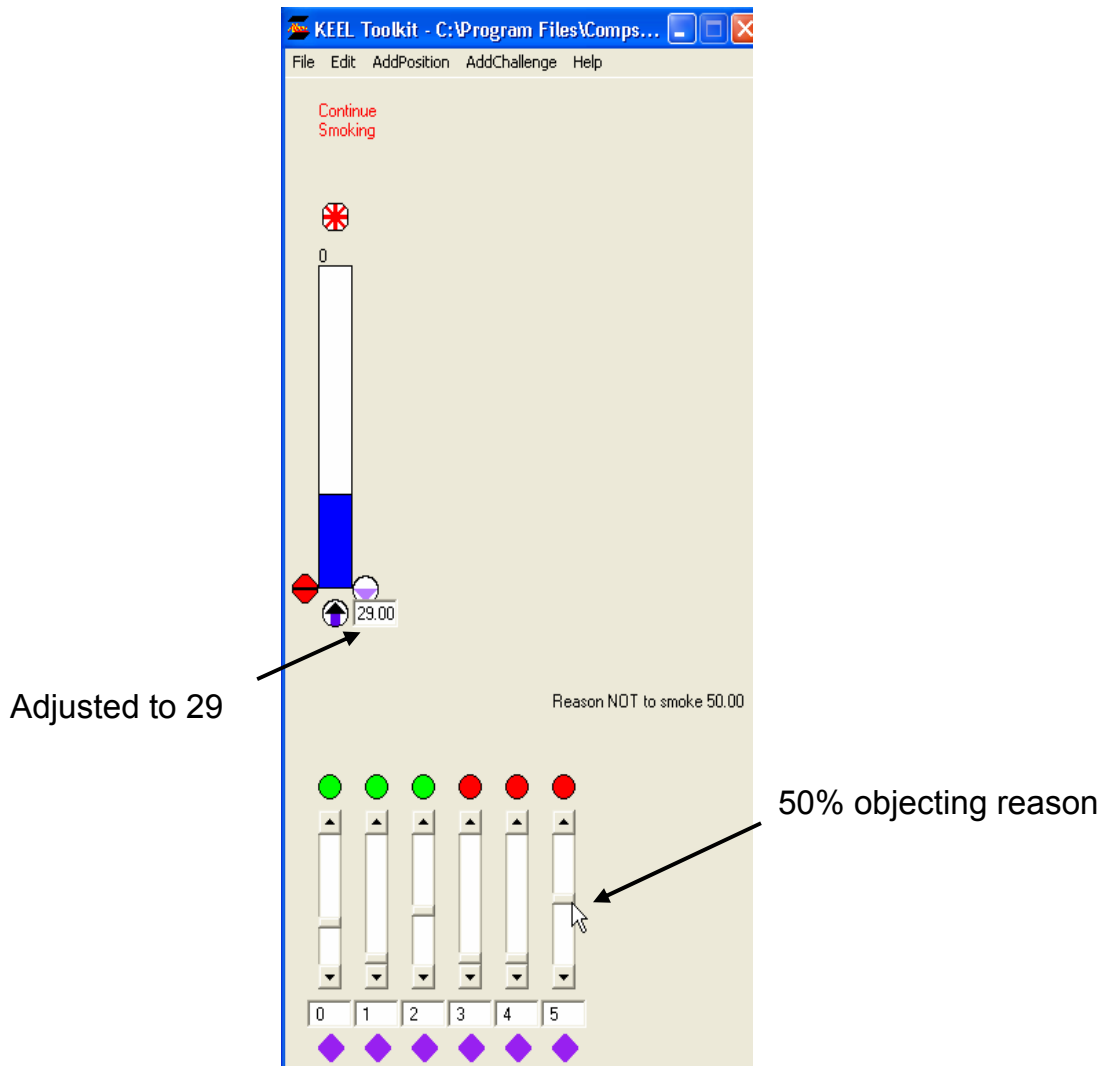 KEEL Toolkit - C:\Program Files\Comps...
File Edit AddPosition AddChallenge Help
Continue
Smoking
0
29.00
Adjusted to 29
Reason NOT to smoke 50.00
50% objecting reason
0 1 2 3 4 5